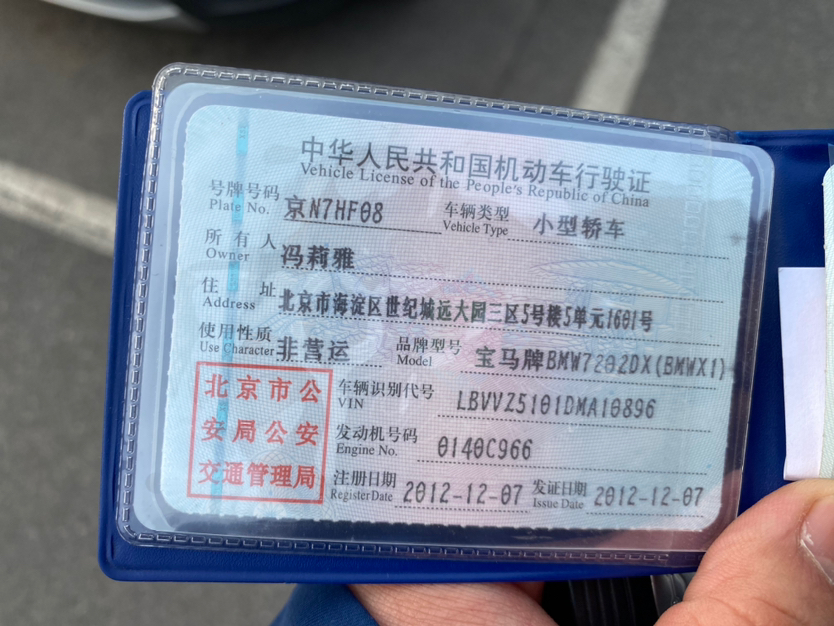 中华人民共和国机动车行驶证
Vehicle License of the People's Republic of China
号牌号码 京N7HF08 车辆类型 小型轿车
Plate No. Vehicle Type
所有人 冯莉雅
Owner
住址 北京市海淀区世纪城远大园三区5号楼5单元1601号
Address
使用性质 非营运 品牌型号 宝马牌BMW7202DX(BMWX1)
Use Character Model
北京市公
安局公安
交通管理局
车辆识别代号 LBVVZ5101DMA10896
VIN
发动机号码 0140C966
Engine No.
注册日期 2012-12-07 发证日期 2012-12-07
Register Date Issue Date